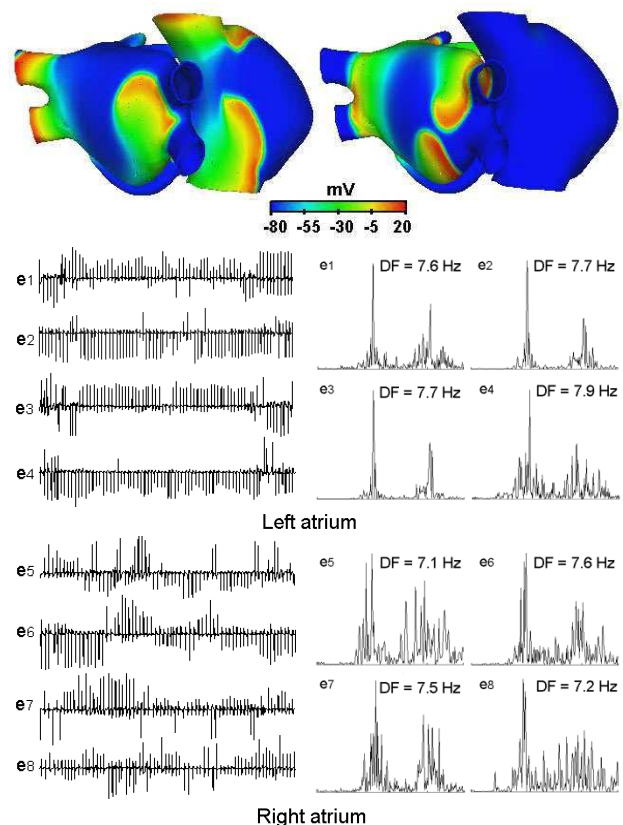 mV
-80 -55 -30 -5 20
e1
e2
e3
e4
e1 DF = 7.6 Hz
e2 DF = 7.7 Hz
e3 DF = 7.7 Hz
e4 DF = 7.9 Hz
Left atrium
e5
e6
e7
e8
e5 DF = 7.1 Hz
e6 DF = 7.6 Hz
e7 DF = 7.5 Hz
e8 DF = 7.2 Hz
Right atrium